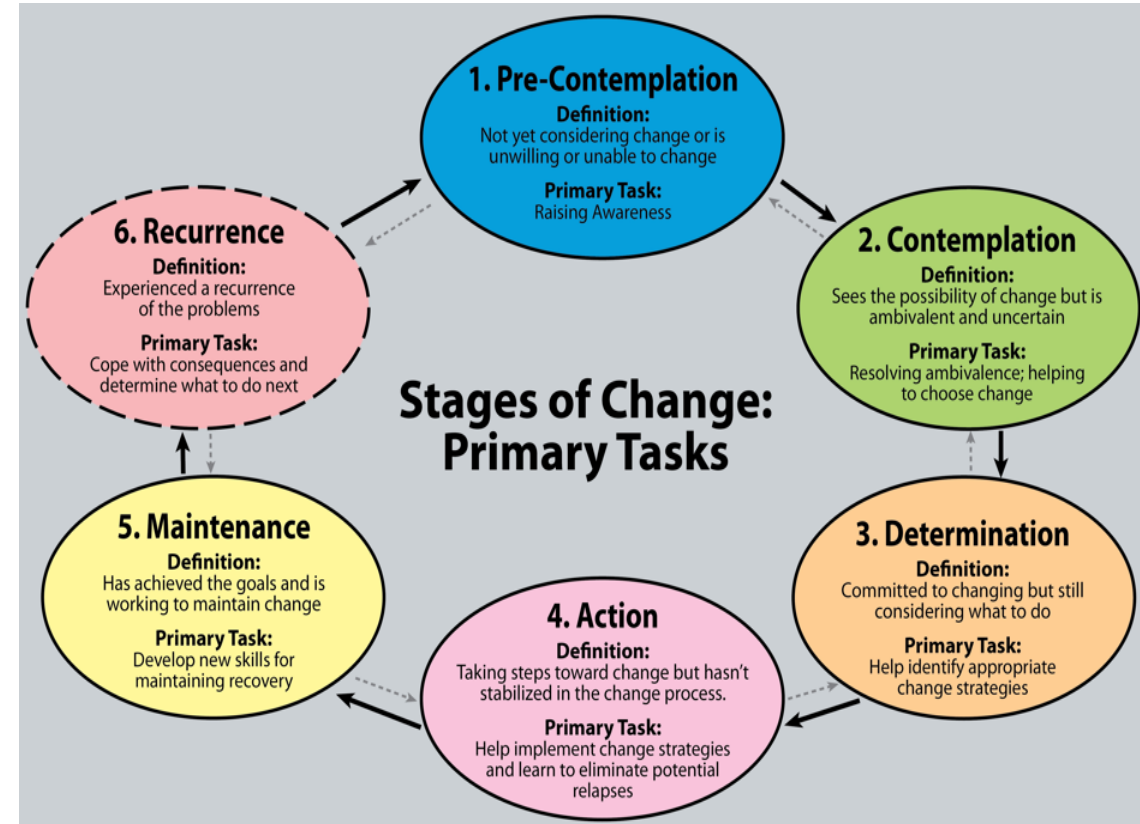 1. Pre-Contemplation
Definition:
Not yet considering change or is
unwilling or unable to change
Primary Task:
Raising Awareness
2. Contemplation
Definition:
Sees the possibility of change but is
ambivalent and uncertain
Primary Task:
Resolving ambivalence; helping
to choose change
3. Determination
Definition:
Committed to changing but still
considering what to do
Primary Task:
Help identify appropriate
change strategies
4. Action
Definition:
Taking steps toward change but hasn't
stabilized in the change process.
Primary Task:
Help implement change strategies
and learn to eliminate potential
relapses
5. Maintenance
Definition:
Has achieved the goals and is
working to maintain change
Primary Task:
Develop new skills for
maintaining recovery
6. Recurrence
Definition:
Experienced a recurrence
of the problems
Primary Task:
Cope with consequences and
determine what to do next
Stages of Change:
Primary Tasks